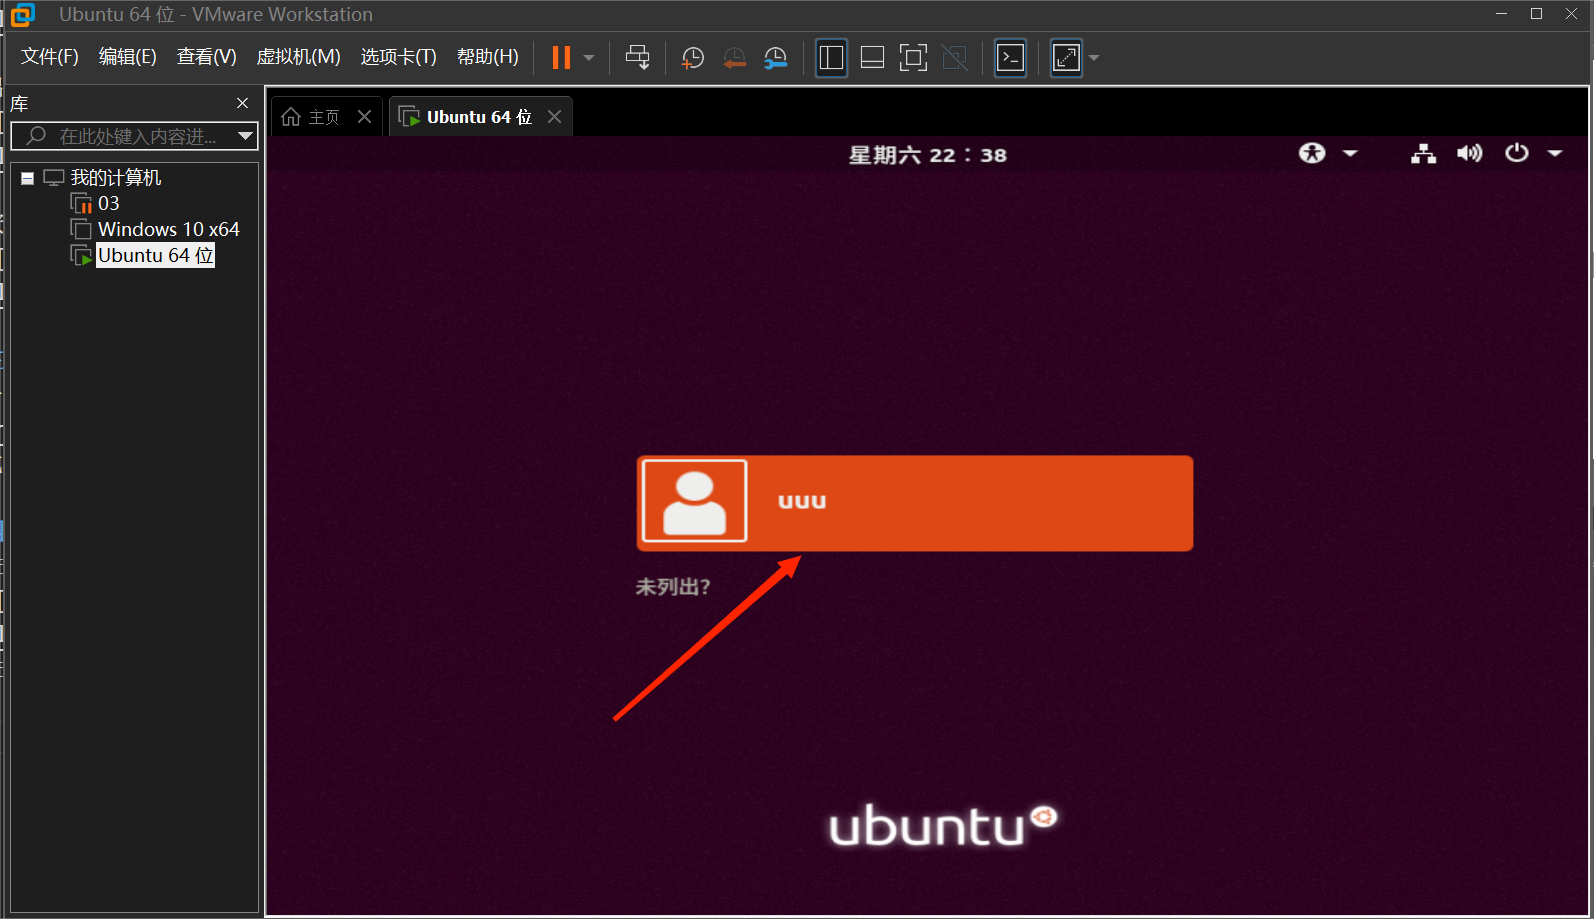 Ubuntu 64 位 - VMware Workstation
文件(F) 编辑(E) 查看(V) 虚拟机(M) 选项卡(T) 帮助(H)
库
在此处键入内容进...
我的计算机
03
Windows 10 x64
Ubuntu 64 位
主页
Ubuntu 64 位
星期六 22：38
uuu
未列出?
ubuntu